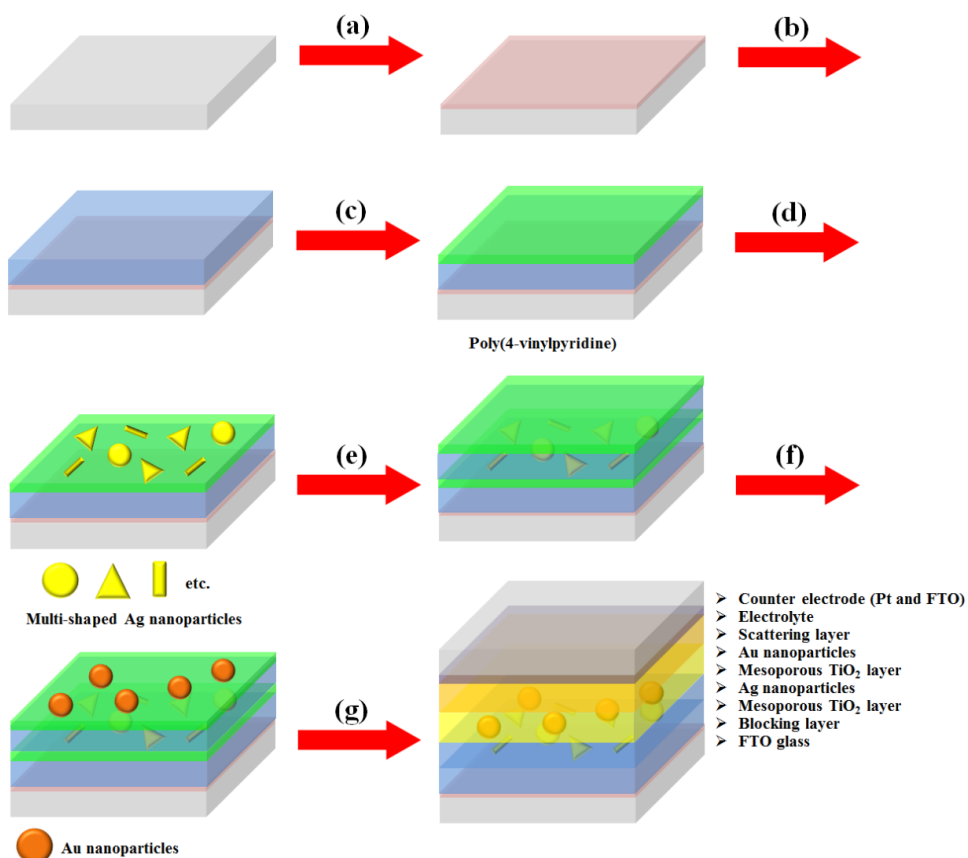 (a)
(b)
(c)
(d)
Poly(4-vinylpyridine)
(e)
(f)
etc.
Multi-shaped Ag nanoparticles
➢ Counter electrode (Pt and FTO)
➢ Electrolyte
➢ Scattering layer
➢ Au nanoparticles
➢ Mesoporous TiO₂ layer
➢ Ag nanoparticles
➢ Mesoporous TiO₂ layer
➢ Blocking layer
➢ FTO glass
(g)
Au nanoparticles